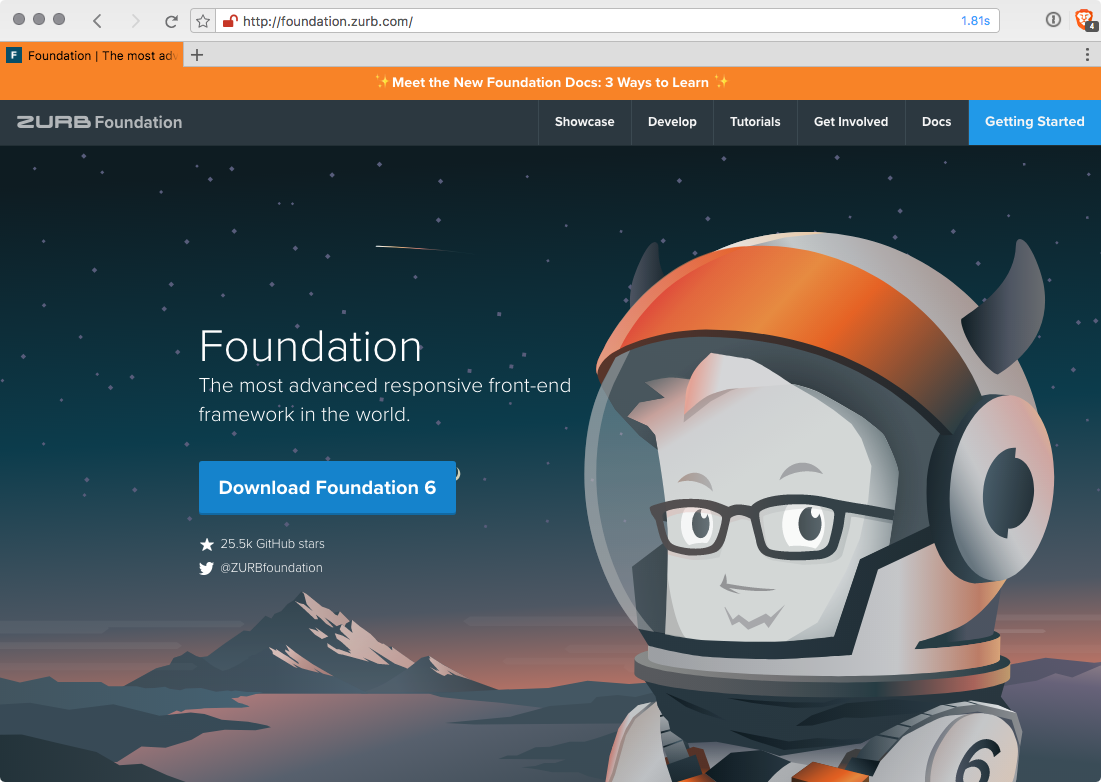 http://foundation.zurb.com/
1.81s
4
F
Foundation | The most adv
✨Meet the New Foundation Docs: 3 Ways to Learn ✨
ZURB Foundation
Showcase
Develop
Tutorials
Get Involved
Docs
Getting Started
Foundation
The most advanced responsive front-end
framework in the world.
Download Foundation 6
25.5k GitHub stars
@ZURBfoundation
6